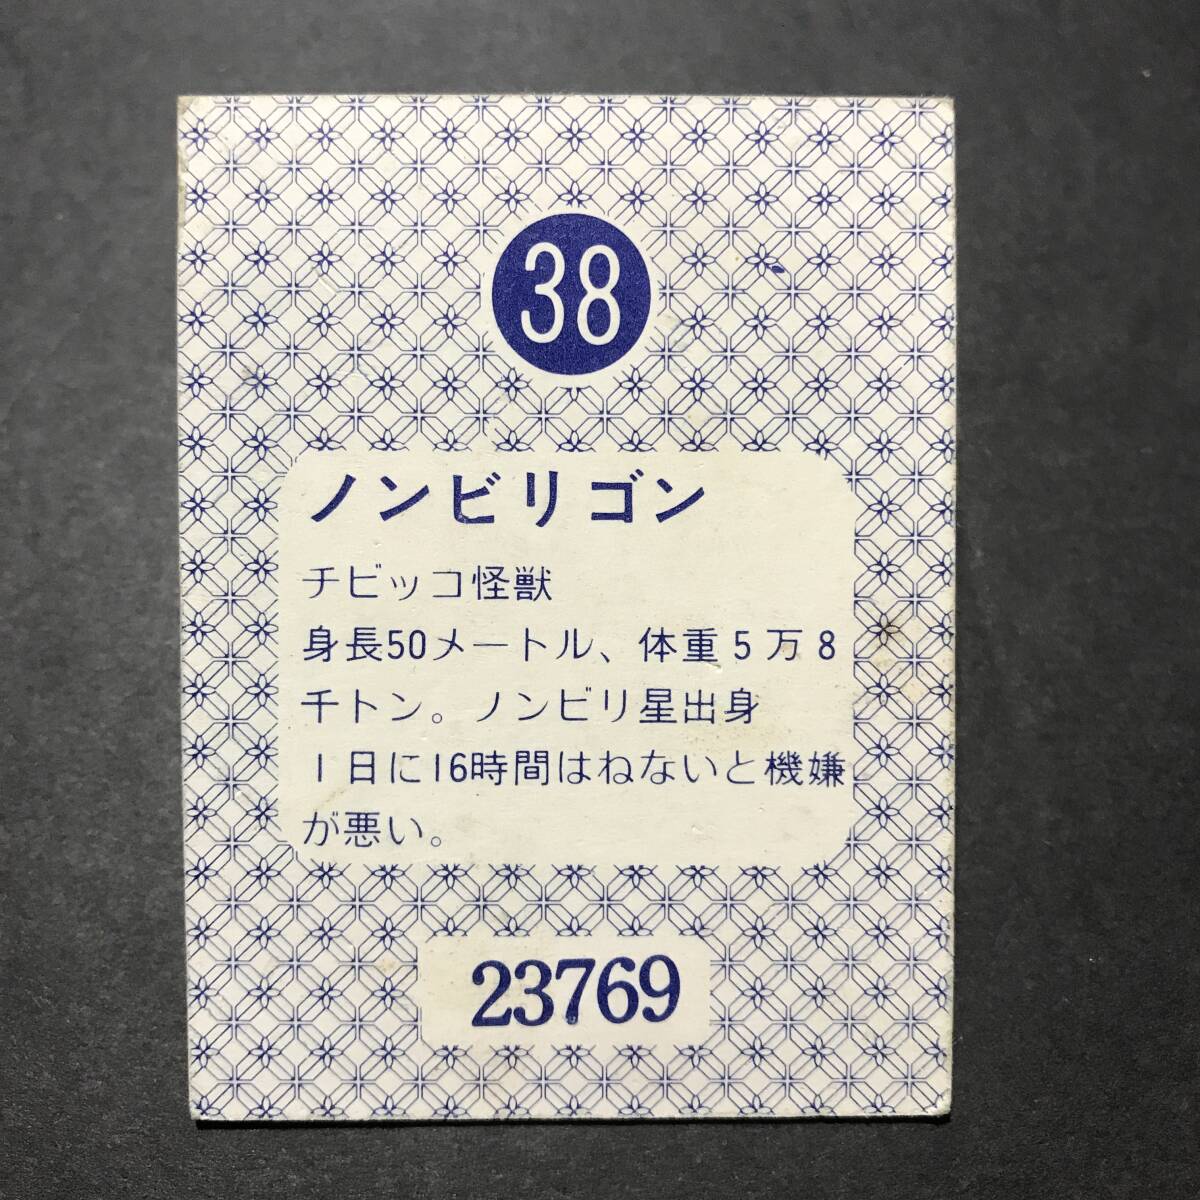 38
ノンビリゴン
チビッコ怪獣
身長50メートル、体重5万8
千トン。ノンビリ星出身
1日に16時間はねないと機嫌
が悪い。
23769